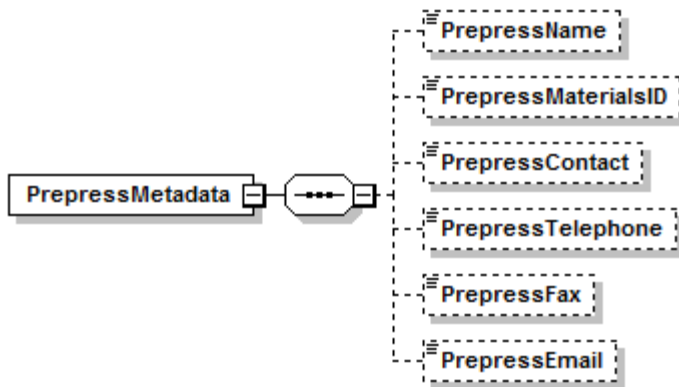 PrepressName
PrepressMaterialsID
PrepressContact
PrepressMetadata
PrepressTelephone
PrepressFax
PrepressEmail